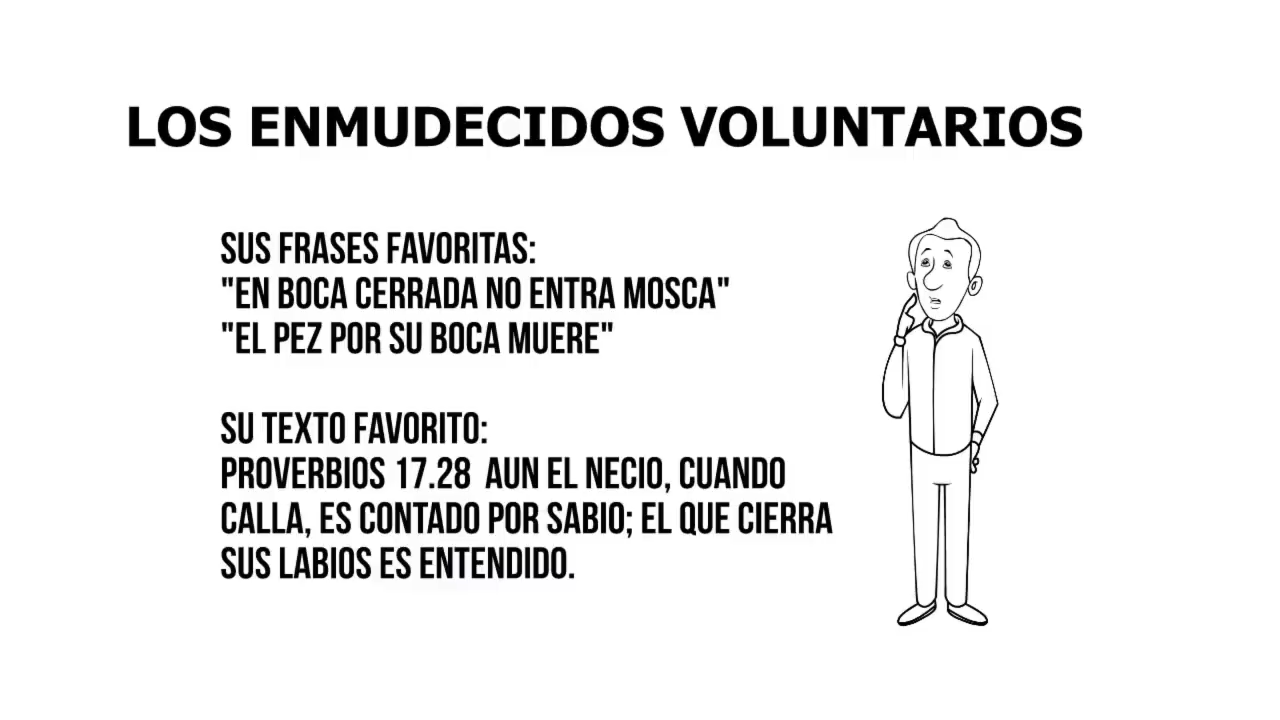 LOS ENMUDECIDOS VOLUNTARIOS
SUS FRASES FAVORITAS:
"EN BOCA CERRADA NO ENTRA MOSCA"
"EL PEZ POR SU BOCA MUERE"
SU TEXTO FAVORITO:
PROVERBIOS 17.28 AUN EL NECIO, CUANDO
CALLA, ES CONTADO POR SABIO; EL QUE CIERRA
SUS LABIOS ES ENTENDIDO.